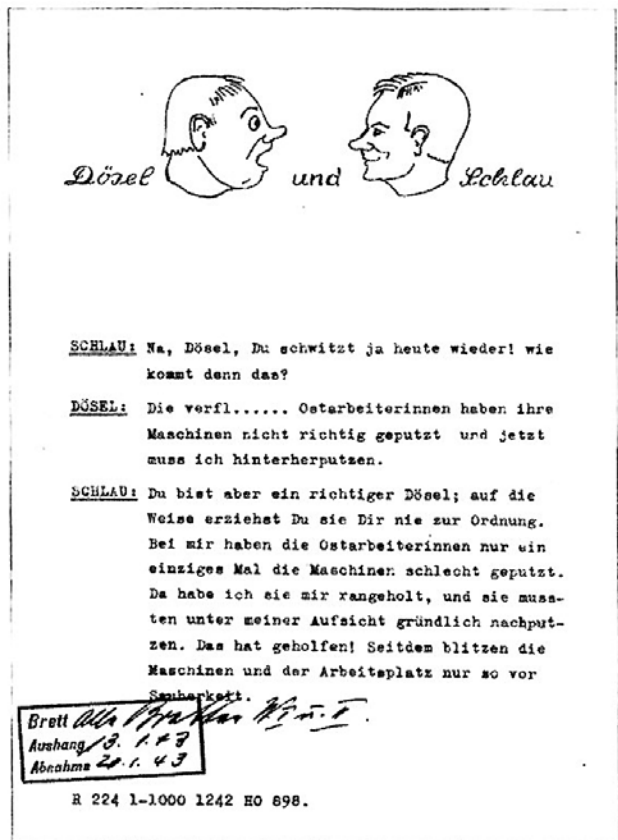 Dösel und Schlau
SCHLAU: Na, Dösel, Du schwitzt ja heute wieder! wie
kommt denn das?
DÖSEL: Die verfl...... Ostarbeiterinnen haben ihre
Maschinen nicht richtig geputzt und jetzt
muss ich hinterherputzen.
SCHLAU: Du bist aber ein richtiger Dösel; auf die
Weise erziehst Du sie Dir nie zur Ordnung.
Bei mir haben die Ostarbeiterinnen nur ein
einziges Mal die Maschinen schlecht geputzt.
Da habe ich sie mir rangeholt, und sie muss-
ten unter meiner Aufsicht gründlich nachput-
zen. Das hat geholfen! Seitdem blitzen die
Maschinen und der Arbeitsplatz nur so vor
Sauberkeit.
Brett Alle Bretter
Aushang 13. 1. 43
Abnahme 20. 1. 43
R 224 1-1000 1242 HO 898.